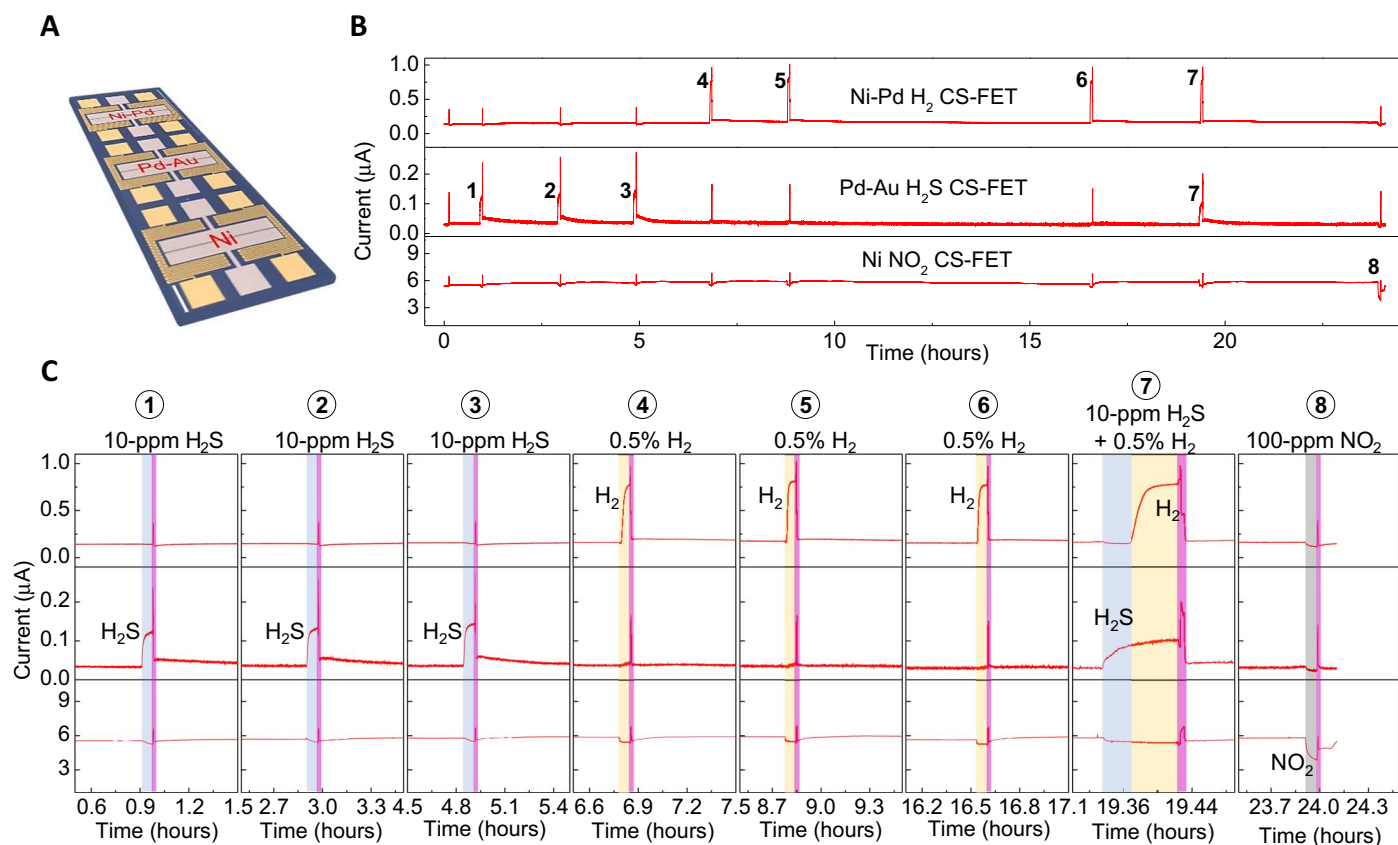 A
Ni-Pd
Pd-Au
Ni
B
Current (μA)
1.0
0.5
0.0
4
5
6
7
Ni-Pd H₂ CS-FET
0.2
0.1
0.0
1
2
3
7
Pd-Au H₂S CS-FET
9
6
3
Ni NO₂ CS-FET
8
0 5 10 15 20
Time (hours)
C
1 2 3 4 5 6 7 8
10-ppm H₂S 10-ppm H₂S 10-ppm H₂S 0.5% H₂ 0.5% H₂ 0.5% H₂ 10-ppm H₂S + 0.5% H₂ 100-ppm NO₂
Current (μA)
1.0
0.5
0.0
H₂ H₂ H₂ H₂
0.2
0.1
0.0
H₂S H₂S H₂S H₂S
9
6
3
NO₂
0.6 0.9 1.2 1.5 2.7 3.0 3.3 4.5 4.8 5.1 5.4 6.6 6.9 7.2 7.5 8.7 9.0 9.3 16.2 16.5 16.8 17.1 19.36 19.44 23.7 24.0 24.3
Time (hours) Time (hours) Time (hours) Time (hours) Time (hours) Time (hours) Time (hours) Time (hours)